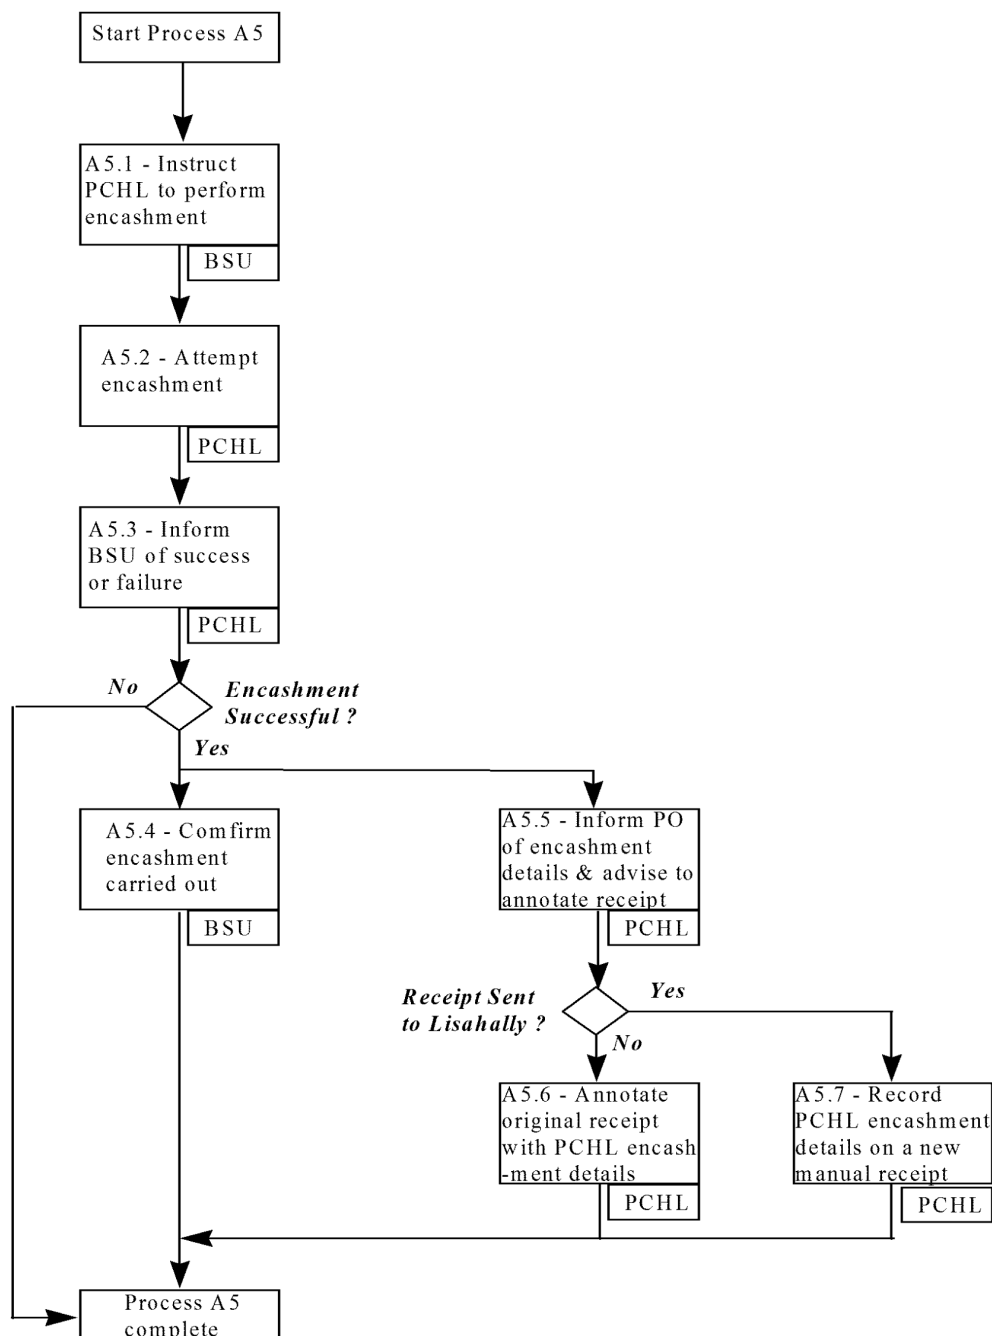 Start Process A5
A5.1 - Instruct
PCHL to perform
encashment
BSU
A5.2 - Attempt
encashment
PCHL
A5.3 - Inform
BSU of success
or failure
PCHL
No
Encashment
Successful ?
Yes
A5.4 - Comfirm
encashment
carried out
BSU
A5.5 - Inform PO
of encashment
details & advise to
annotate receipt
PCHL
Receipt Sent
to Lisahally ?
Yes
No
A5.6 - Annotate
original receipt
with PCHL encash
-ment details
PCHL
A5.7 - Record
PCHL encashment
details on a new
manual receipt
PCHL
Process A5
complete